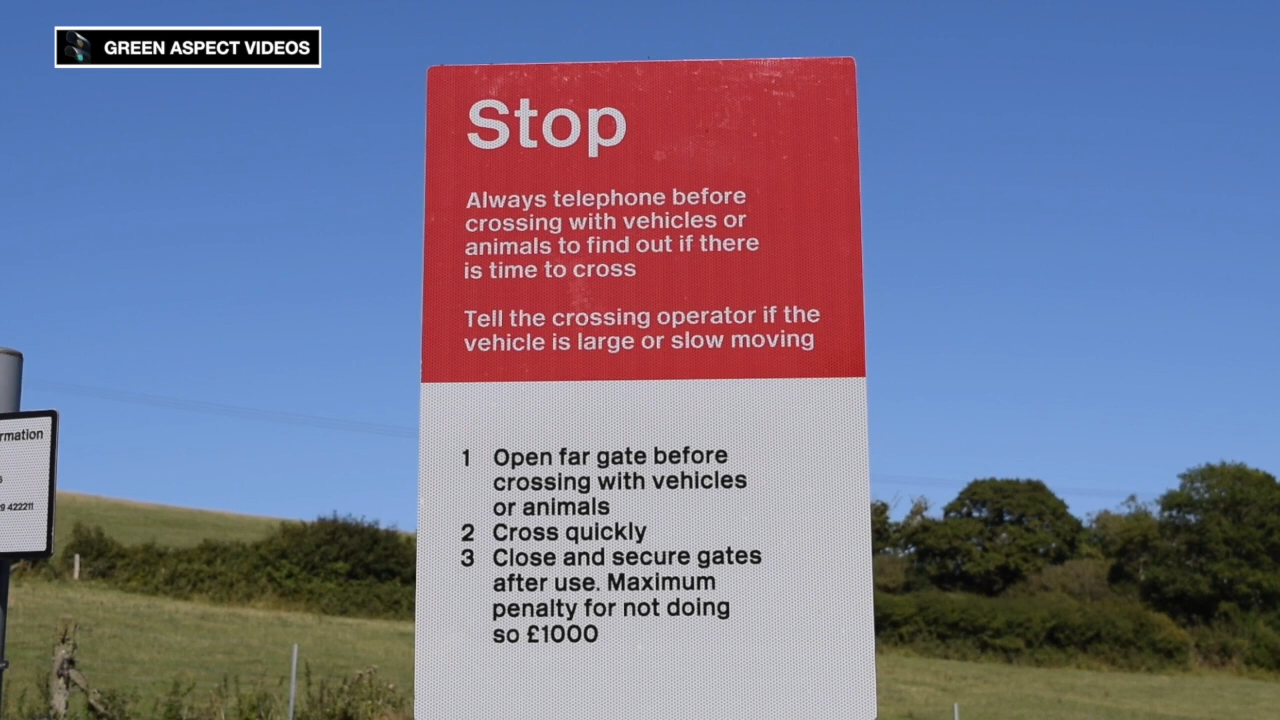 GREEN ASPECT VIDEOS
Stop
Always telephone before
crossing with vehicles or
animals to find out if there
is time to cross
Tell the crossing operator if the
vehicle is large or slow moving
1 Open far gate before
crossing with vehicles
or animals
2 Cross quickly
3 Close and secure gates
after use. Maximum
penalty for not doing
so £1000
rmation
9 422211